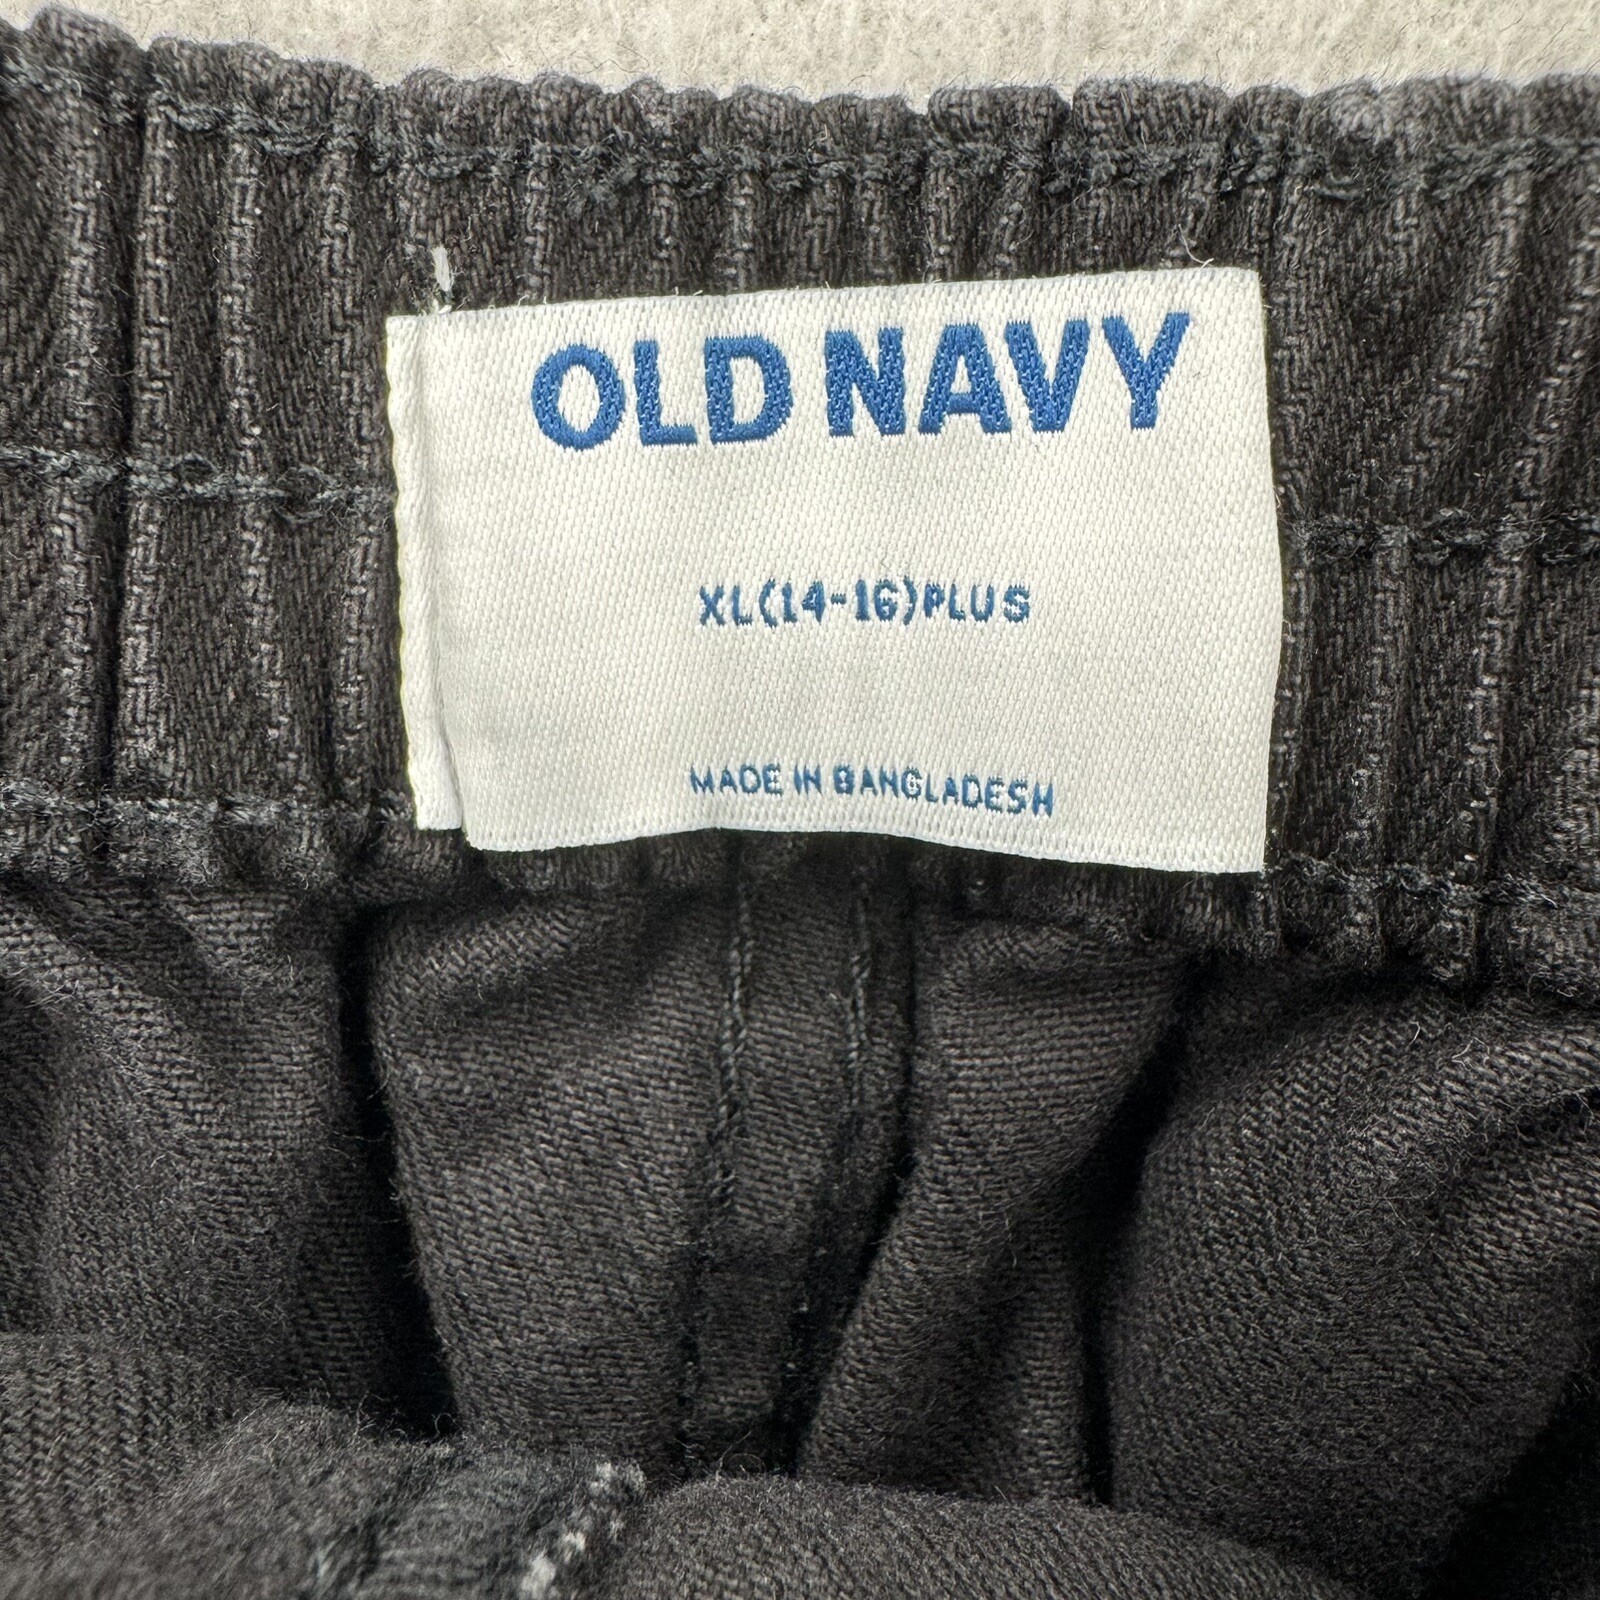 OLD NAVY
XL(14-16)PLUS
MADE IN BANGLADESH